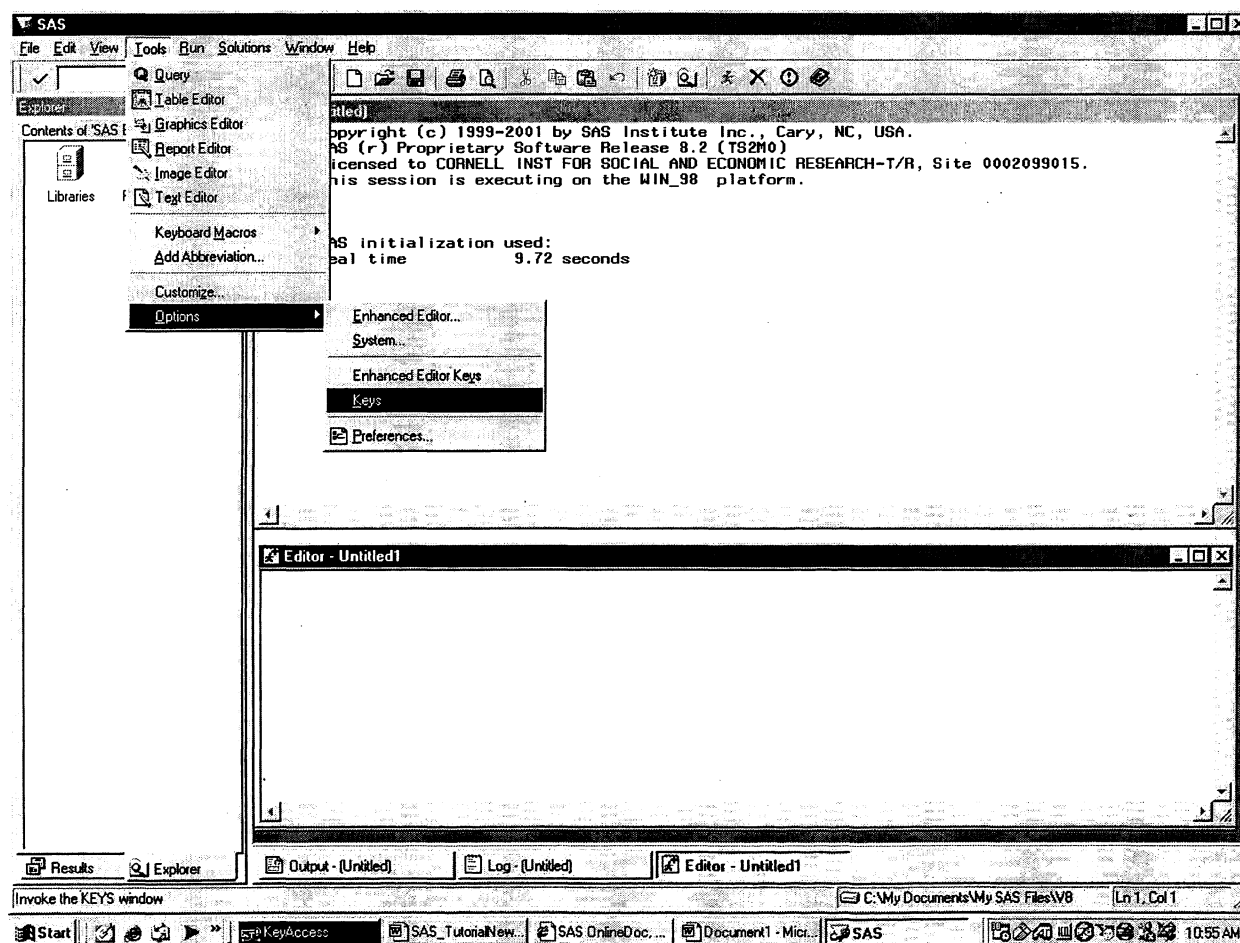 SAS
File Edit View Tools Run Solutions Window Help
Query
Table Editor
Graphics Editor
Report Editor
Image Editor
Text Editor
Keyboard Macros
Add Abbreviation...
Customize...
Options
Enhanced Editor...
System...
Enhanced Editor Keys
Keys
Preferences...
Explorer
Contents of 'SAS E
Libraries
F
titled)
opyright (c) 1999-2001 by SAS Institute Inc., Cary, NC, USA.
AS (r) Proprietary Software Release 8.2 (TS2M0)
icensed to CORNELL INST FOR SOCIAL AND ECONOMIC RESEARCH-T/R, Site 0002099015.
his session is executing on the WIN_98 platform.
AS initialization used:
eal time 9.72 seconds
Editor - Untitled1
Results Explorer Output - (Untitled) Log - (Untitled) Editor - Untitled1
Invoke the KEYS window C:\My Documents\My SAS Files\V8 Ln 1, Col 1
Start KeyAccess SAS_TutorialNew... SAS OnlineDoc, ... Document1 - Micr... SAS 10:55 AM